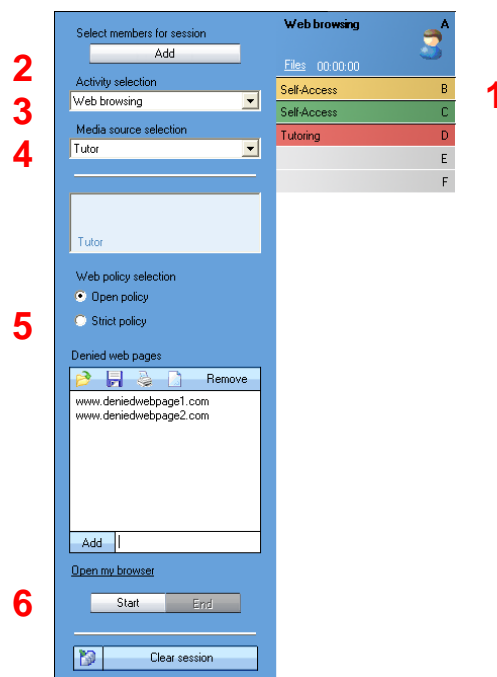 Select members for session
Add
2
Activity selection
3
Web browsing
Media source selection
4
Tutor
Tutor
Web policy selection
Open policy
5
Strict policy
Denied web pages
Remove
www.deniedwebpage1.com
www.deniedwebpage2.com
Add
Open my browser
6
Start End
Clear session
Web browsing A
Files 00:00:00
Self-Access B
1
Self-Access C
Tutoring D
E
F